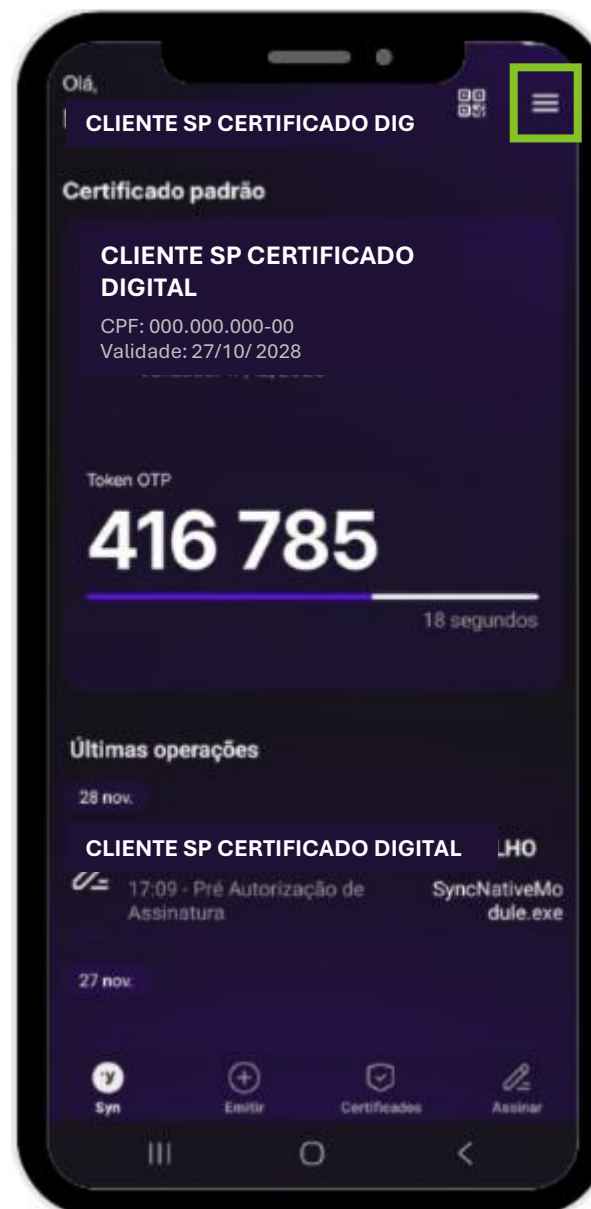 Olá,
CLIENTE SP CERTIFICADO DIG
Certificado padrão
CLIENTE SP CERTIFICADO
DIGITAL
CPF: 000.000.000-00
Validade: 27/10/ 2028
Token OTP
416 785
18 segundos
Últimas operações
28 nov.
CLIENTE SP CERTIFICADO DIGITAL LHO
17:09 - Pré Autorização de SyncNativeMo
Assinatura dule.exe
27 nov.
Syn Emitir Certificados Assinar